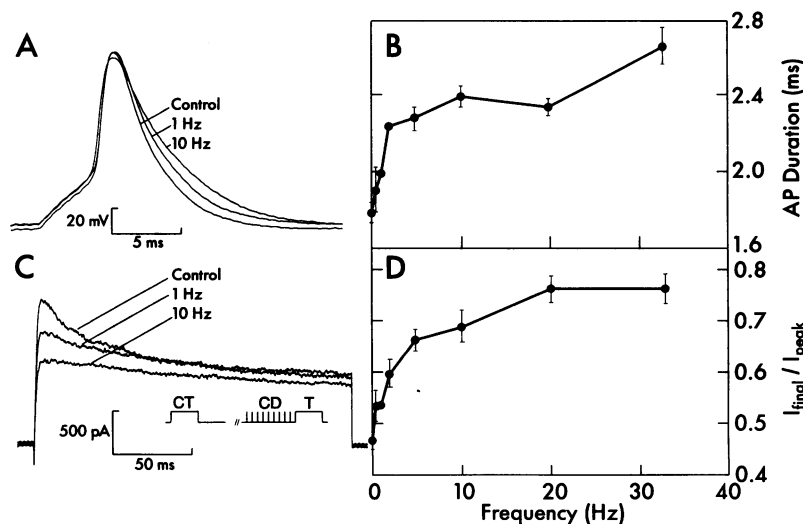 A
Control
1 Hz
10 Hz
20 mV
5 ms
B
2.8
2.4
2.0
1.6
AP Duration (ms)
C
Control
1 Hz
10 Hz
CT
CD
T
//
500 pA
50 ms
D
0.8
0.7
0.6
0.5
0.4
I_final / I_peak
0 10 20 30 40
Frequency (Hz)